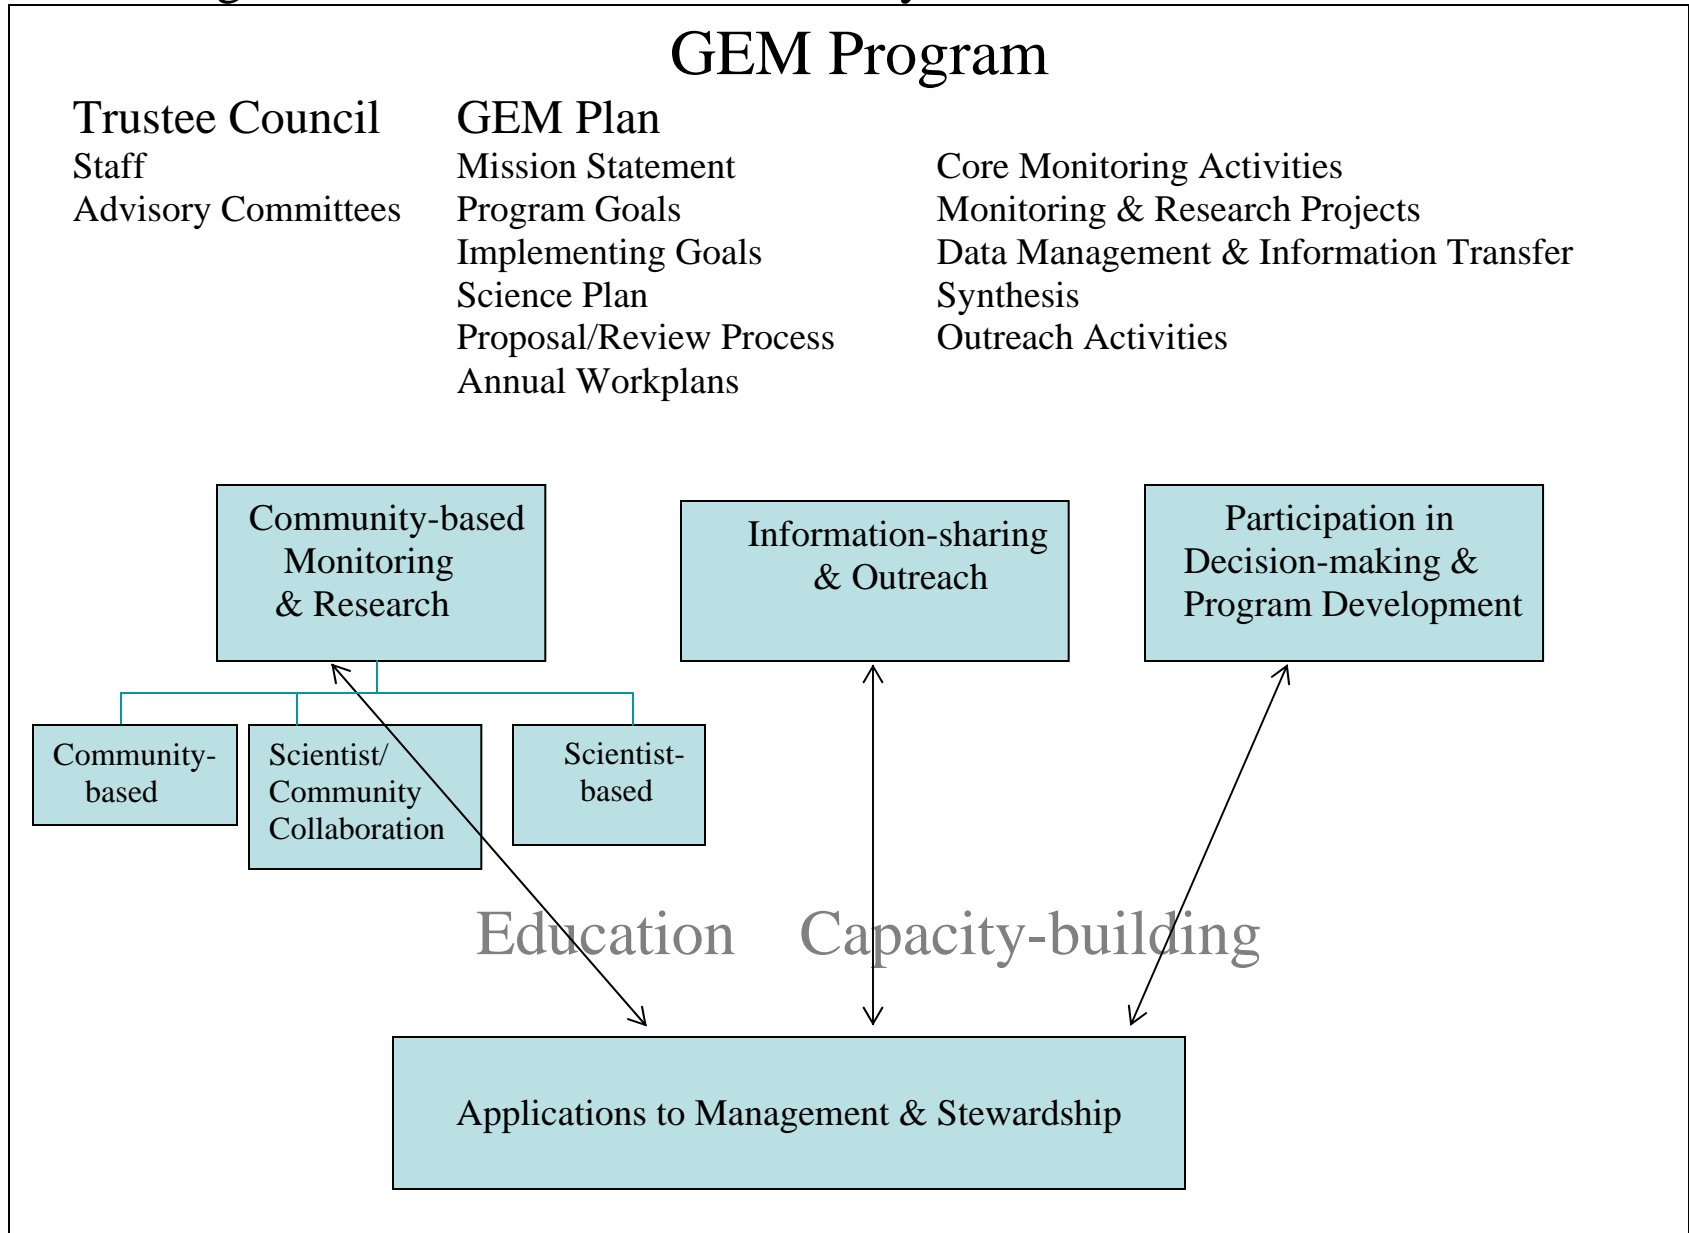 GEM Program
Trustee Council
Staff
Advisory Committees
GEM Plan
Mission Statement
Program Goals
Implementing Goals
Science Plan
Proposal/Review Process
Annual Workplans
Core Monitoring Activities
Monitoring & Research Projects
Data Management & Information Transfer
Synthesis
Outreach Activities
Community-based
Monitoring
& Research
Information-sharing
& Outreach
Participation in
Decision-making &
Program Development
Community-
based
Scientist/
Community
Collaboration
Scientist-
based
Education Capacity-building
Applications to Management & Stewardship